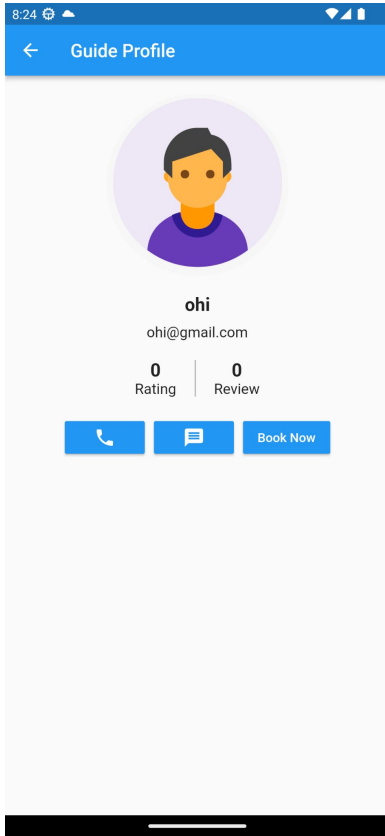 8:24
Guide Profile
ohi
ohi@gmail.com
0 0
Rating Review
Book Now